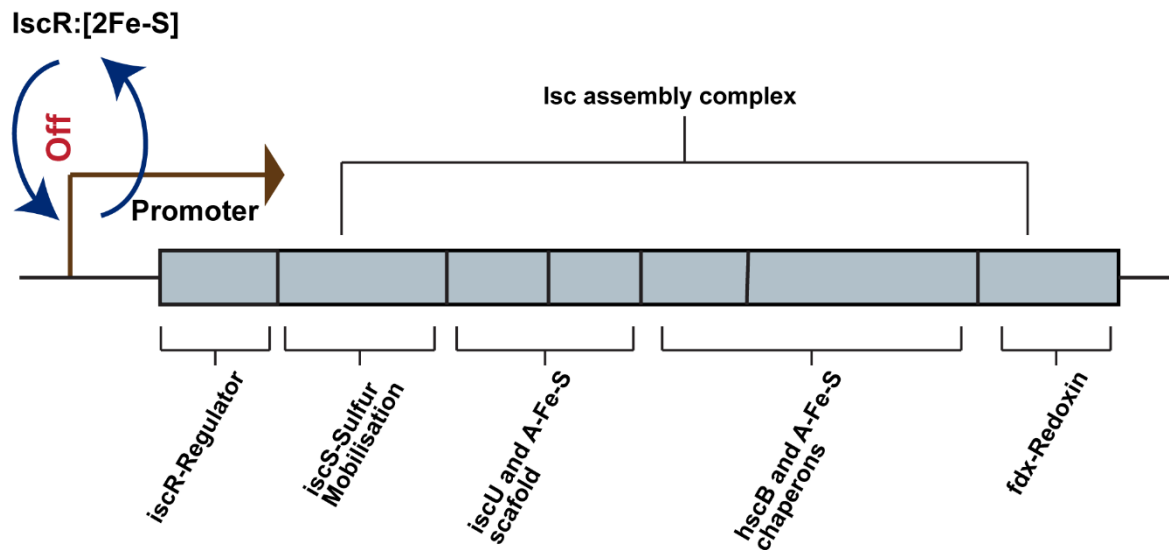 IscR:[2Fe-S]
Off
Promoter
Isc assembly complex
iscR-Regulator
iscS-Sulfur
Mobilisation
iscU and A-Fe-S
scafold
hscB and A-Fe-S
chaperons
fdx-Redoxin